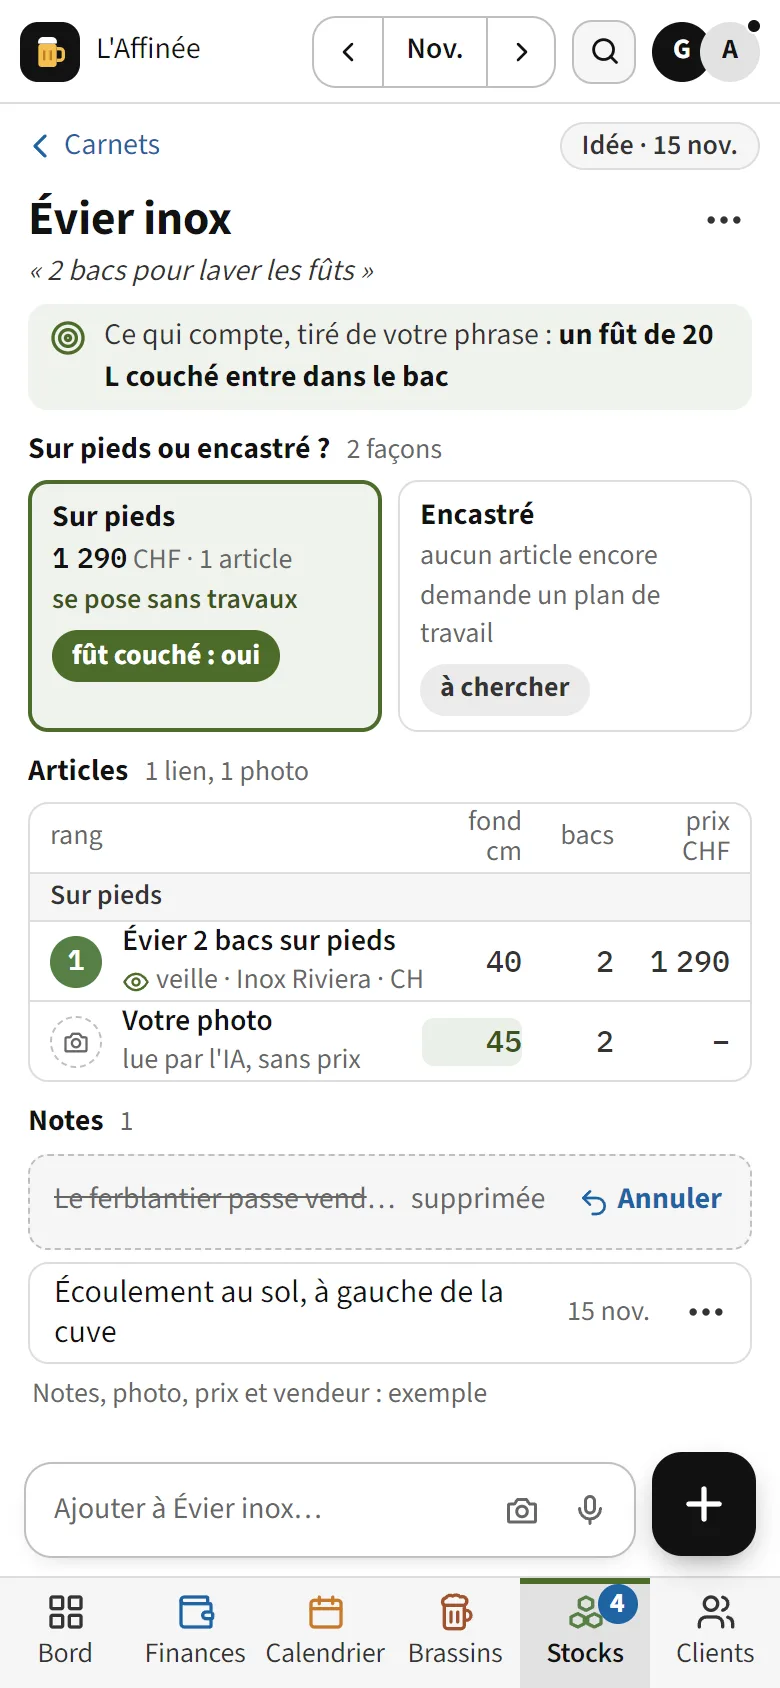 L'Affinée
Nov.
G
A
Carnets
Idée · 15 nov.
Évier inox
« 2 bacs pour laver les fûts »
Ce qui compte, tiré de votre phrase : un fût de 20
L couché entre dans le bac
Sur pieds ou encastré ? 2 façons
Sur pieds
1 290 CHF · 1 article
se pose sans travaux
fût couché : oui
Encastré
aucun article encore
demande un plan de
travail
à chercher
Articles 1 lien, 1 photo
rang
fond
cm
bacs
prix
CHF
Sur pieds
1
Évier 2 bacs sur pieds
veille · Inox Riviera · CH
40
2
1 290
Votre photo
lue par l'IA, sans prix
45
2
–
Notes 1
Le ferblantier passe vend… supprimée
Annuler
Écoulement au sol, à gauche de la
cuve
15 nov.
Notes, photo, prix et vendeur : exemple
Ajouter à Évier inox…
4
Bord
Finances
Calendrier
Brassins
Stocks
Clients